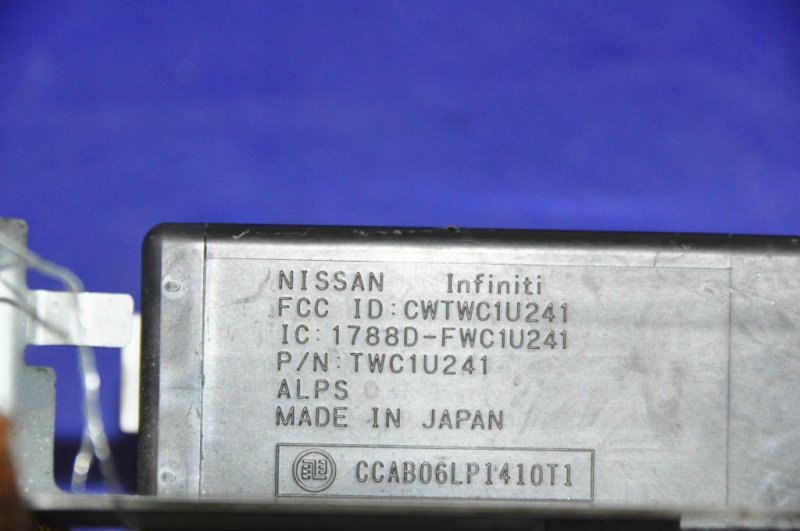 NISSAN Infiniti
FCC ID:CWTWC1U241
IC:1788D-FWC1U241
P/N:TWC1U241
ALPS
MADE IN JAPAN
CCAB06LP1410T1